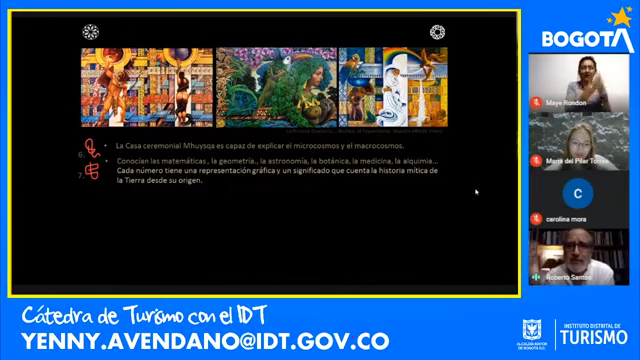 BOGOTÁ
Maye Rondon
6. • La Casa ceremonial Mhuysqa es capaz de explicar el microcosmos y el macrocosmos.
7. • Conocían las matemáticas , la geometría., la astronomía, la botánica, la medicina, la alquimia…
Cada número tiene una representación gráfica y un significado que cuenta la historia mítica de
la Tierra desde su origen.
Maria del Pilar Torres
C
carolina mora
Roberto Santos
Cátedra de Turismo con el IDT
YENNY.AVENDANO@IDT.GOV.CO
ALCALDÍA MAYOR
DE BOGOTÁ D.C.
INSTITUTO DISTRITAL DE
TURISMO